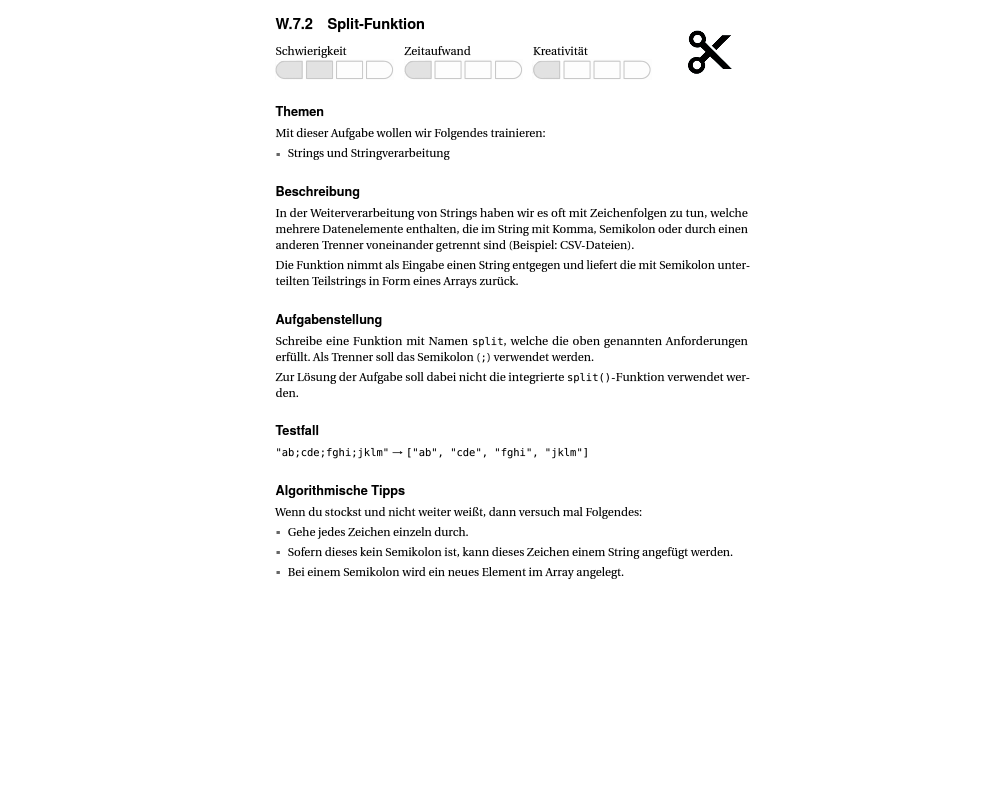 W.7.2 Split-Funktion
Schwierigkeit Zeitaufwand Kreativität
Themen
Mit dieser Aufgabe wollen wir Folgendes trainieren:
▪ Strings und Stringverarbeitung
Beschreibung
In der Weiterverarbeitung von Strings haben wir es oft mit Zeichenfolgen zu tun, welche
mehrere Datenelemente enthalten, die im String mit Komma, Semikolon oder durch einen
anderen Trenner voneinander getrennt sind (Beispiel: CSV-Dateien).
Die Funktion nimmt als Eingabe einen String entgegen und liefert die mit Semikolon unter-
teilten Teilstrings in Form eines Arrays zurück.
Aufgabenstellung
Schreibe eine Funktion mit Namen split, welche die oben genannten Anforderungen
erfüllt. Als Trenner soll das Semikolon (;) verwendet werden.
Zur Lösung der Aufgabe soll dabei nicht die integrierte split()-Funktion verwendet wer-
den.
Testfall
"ab;cde;fghi;jklm" → ["ab", "cde", "fghi", "jklm"]
Algorithmische Tipps
Wenn du stockst und nicht weiter weißt, dann versuch mal Folgendes:
▪ Gehe jedes Zeichen einzeln durch.
▪ Sofern dieses kein Semikolon ist, kann dieses Zeichen einem String angefügt werden.
▪ Bei einem Semikolon wird ein neues Element im Array angelegt.